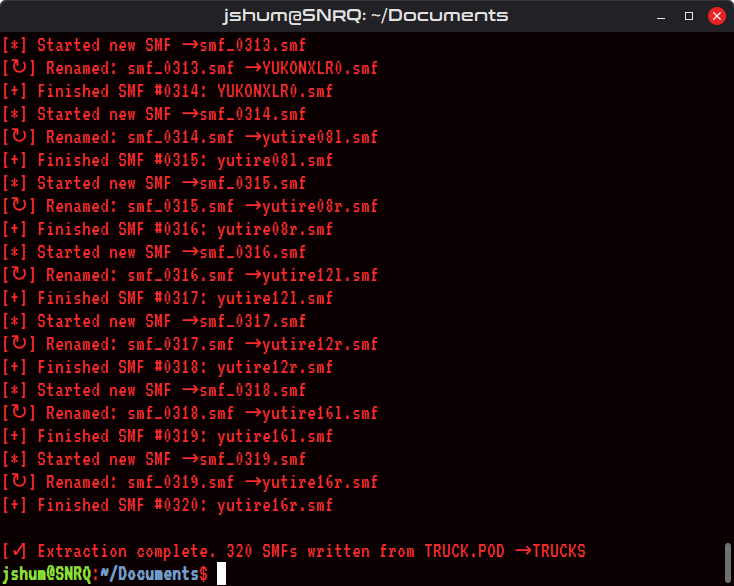 jshum@SNRQ: ~/Documents
[*] Started new SMF →smf_0313.smf
[↻] Renamed: smf_0313.smf →YUKONXLR0.smf
[+] Finished SMF #0314: YUKONXLR0.smf
[*] Started new SMF →smf_0314.smf
[↻] Renamed: smf_0314.smf →yutire08l.smf
[+] Finished SMF #0315: yutire08l.smf
[*] Started new SMF →smf_0315.smf
[↻] Renamed: smf_0315.smf →yutire08r.smf
[+] Finished SMF #0316: yutire08r.smf
[*] Started new SMF →smf_0316.smf
[↻] Renamed: smf_0316.smf →yutire12l.smf
[+] Finished SMF #0317: yutire12l.smf
[*] Started new SMF →smf_0317.smf
[↻] Renamed: smf_0317.smf →yutire12r.smf
[+] Finished SMF #0318: yutire12r.smf
[*] Started new SMF →smf_0318.smf
[↻] Renamed: smf_0318.smf →yutire16l.smf
[+] Finished SMF #0319: yutire16l.smf
[*] Started new SMF →smf_0319.smf
[↻] Renamed: smf_0319.smf →yutire16r.smf
[+] Finished SMF #0320: yutire16r.smf
[✓] Extraction complete. 320 SMFs written from TRUCK.POD →TRUCKS
jshum@SNRQ:~/Documents$